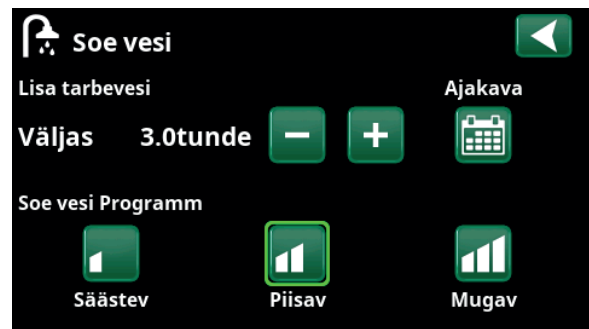 Soe vesi
Lisa tarbevesi
Ajakava
Väljas 3.0tunde
Soe vesi Programm
Säästev Piisav Mugav